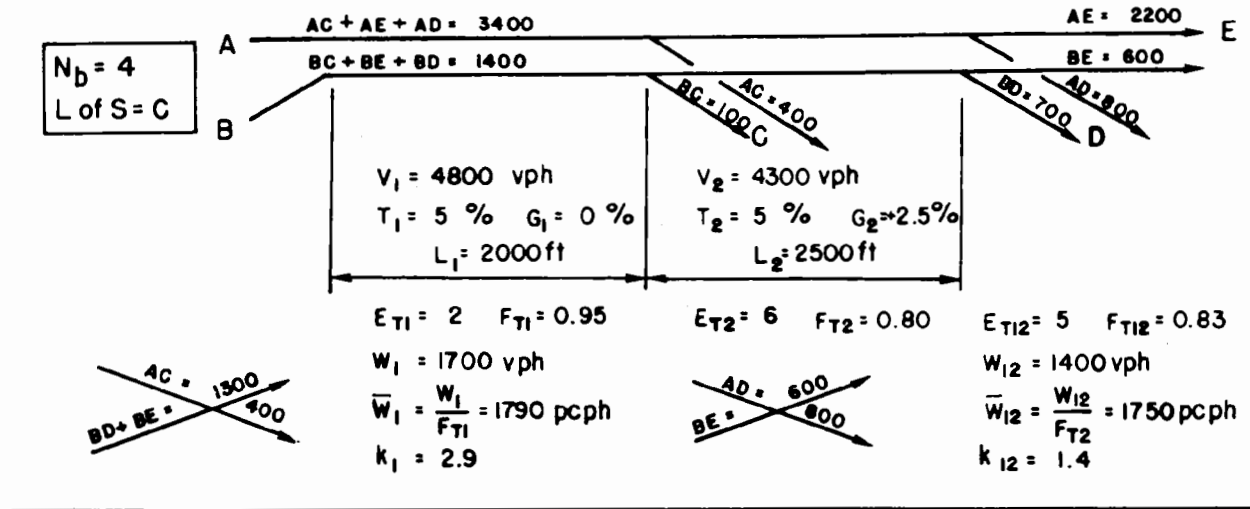 N_b = 4
L of S = C
A
AC + AE + AD = 3400
AE = 2200
E
BC + BE + BD = 1400
BE = 600
B
BC = 100
C
AC = 400
BD = 700
D
AD = 800
V_1 = 4800 vph
T_1 = 5 % G_1 = 0 %
L_1 = 2000 ft
V_2 = 4300 vph
T_2 = 5 % G_2 = +2.5%
L_2 = 2500 ft
E_T1 = 2 F_T1 = 0.95
W_1 = 1700 vph
W̅_1 = W_1 / F_T1 = 1790 pcph
k_1 = 2.9
AC = 400
BD + BE = 1300
E_T2 = 6 F_T2 = 0.80
AD = 800
BE = 600
E_T12 = 5 F_T12 = 0.83
W_12 = 1400 vph
W̅_12 = W_12 / F_T2 = 1750 pcph
k_12 = 1.4